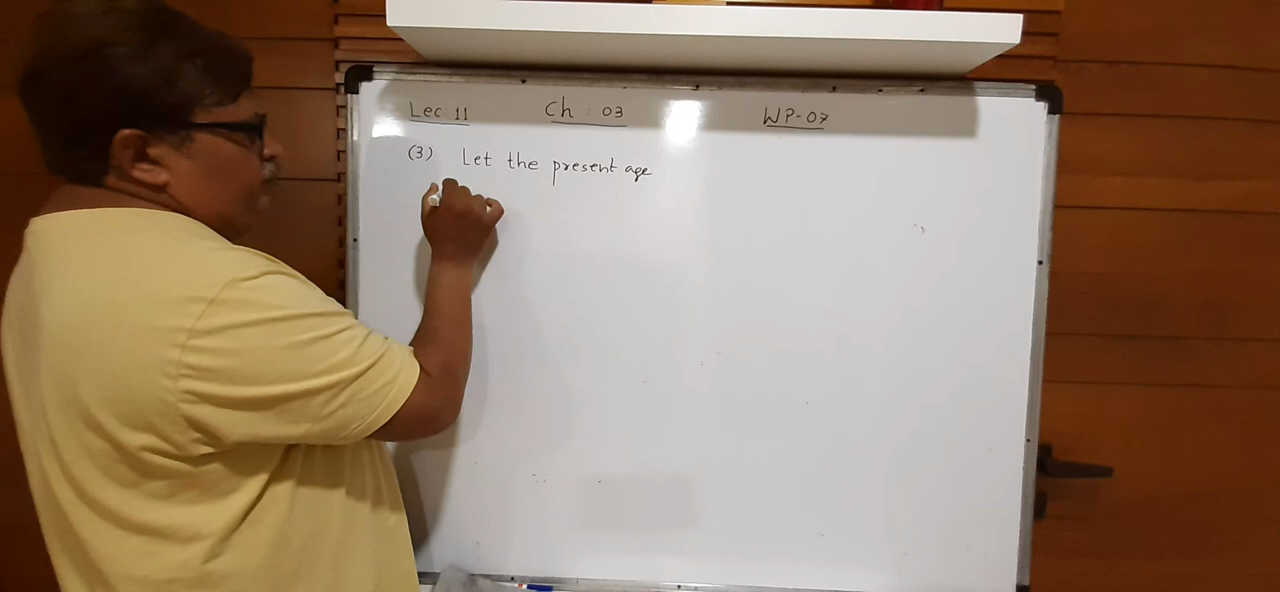 Lec: 11 Ch : 03 WP-07
(3) Let the present age